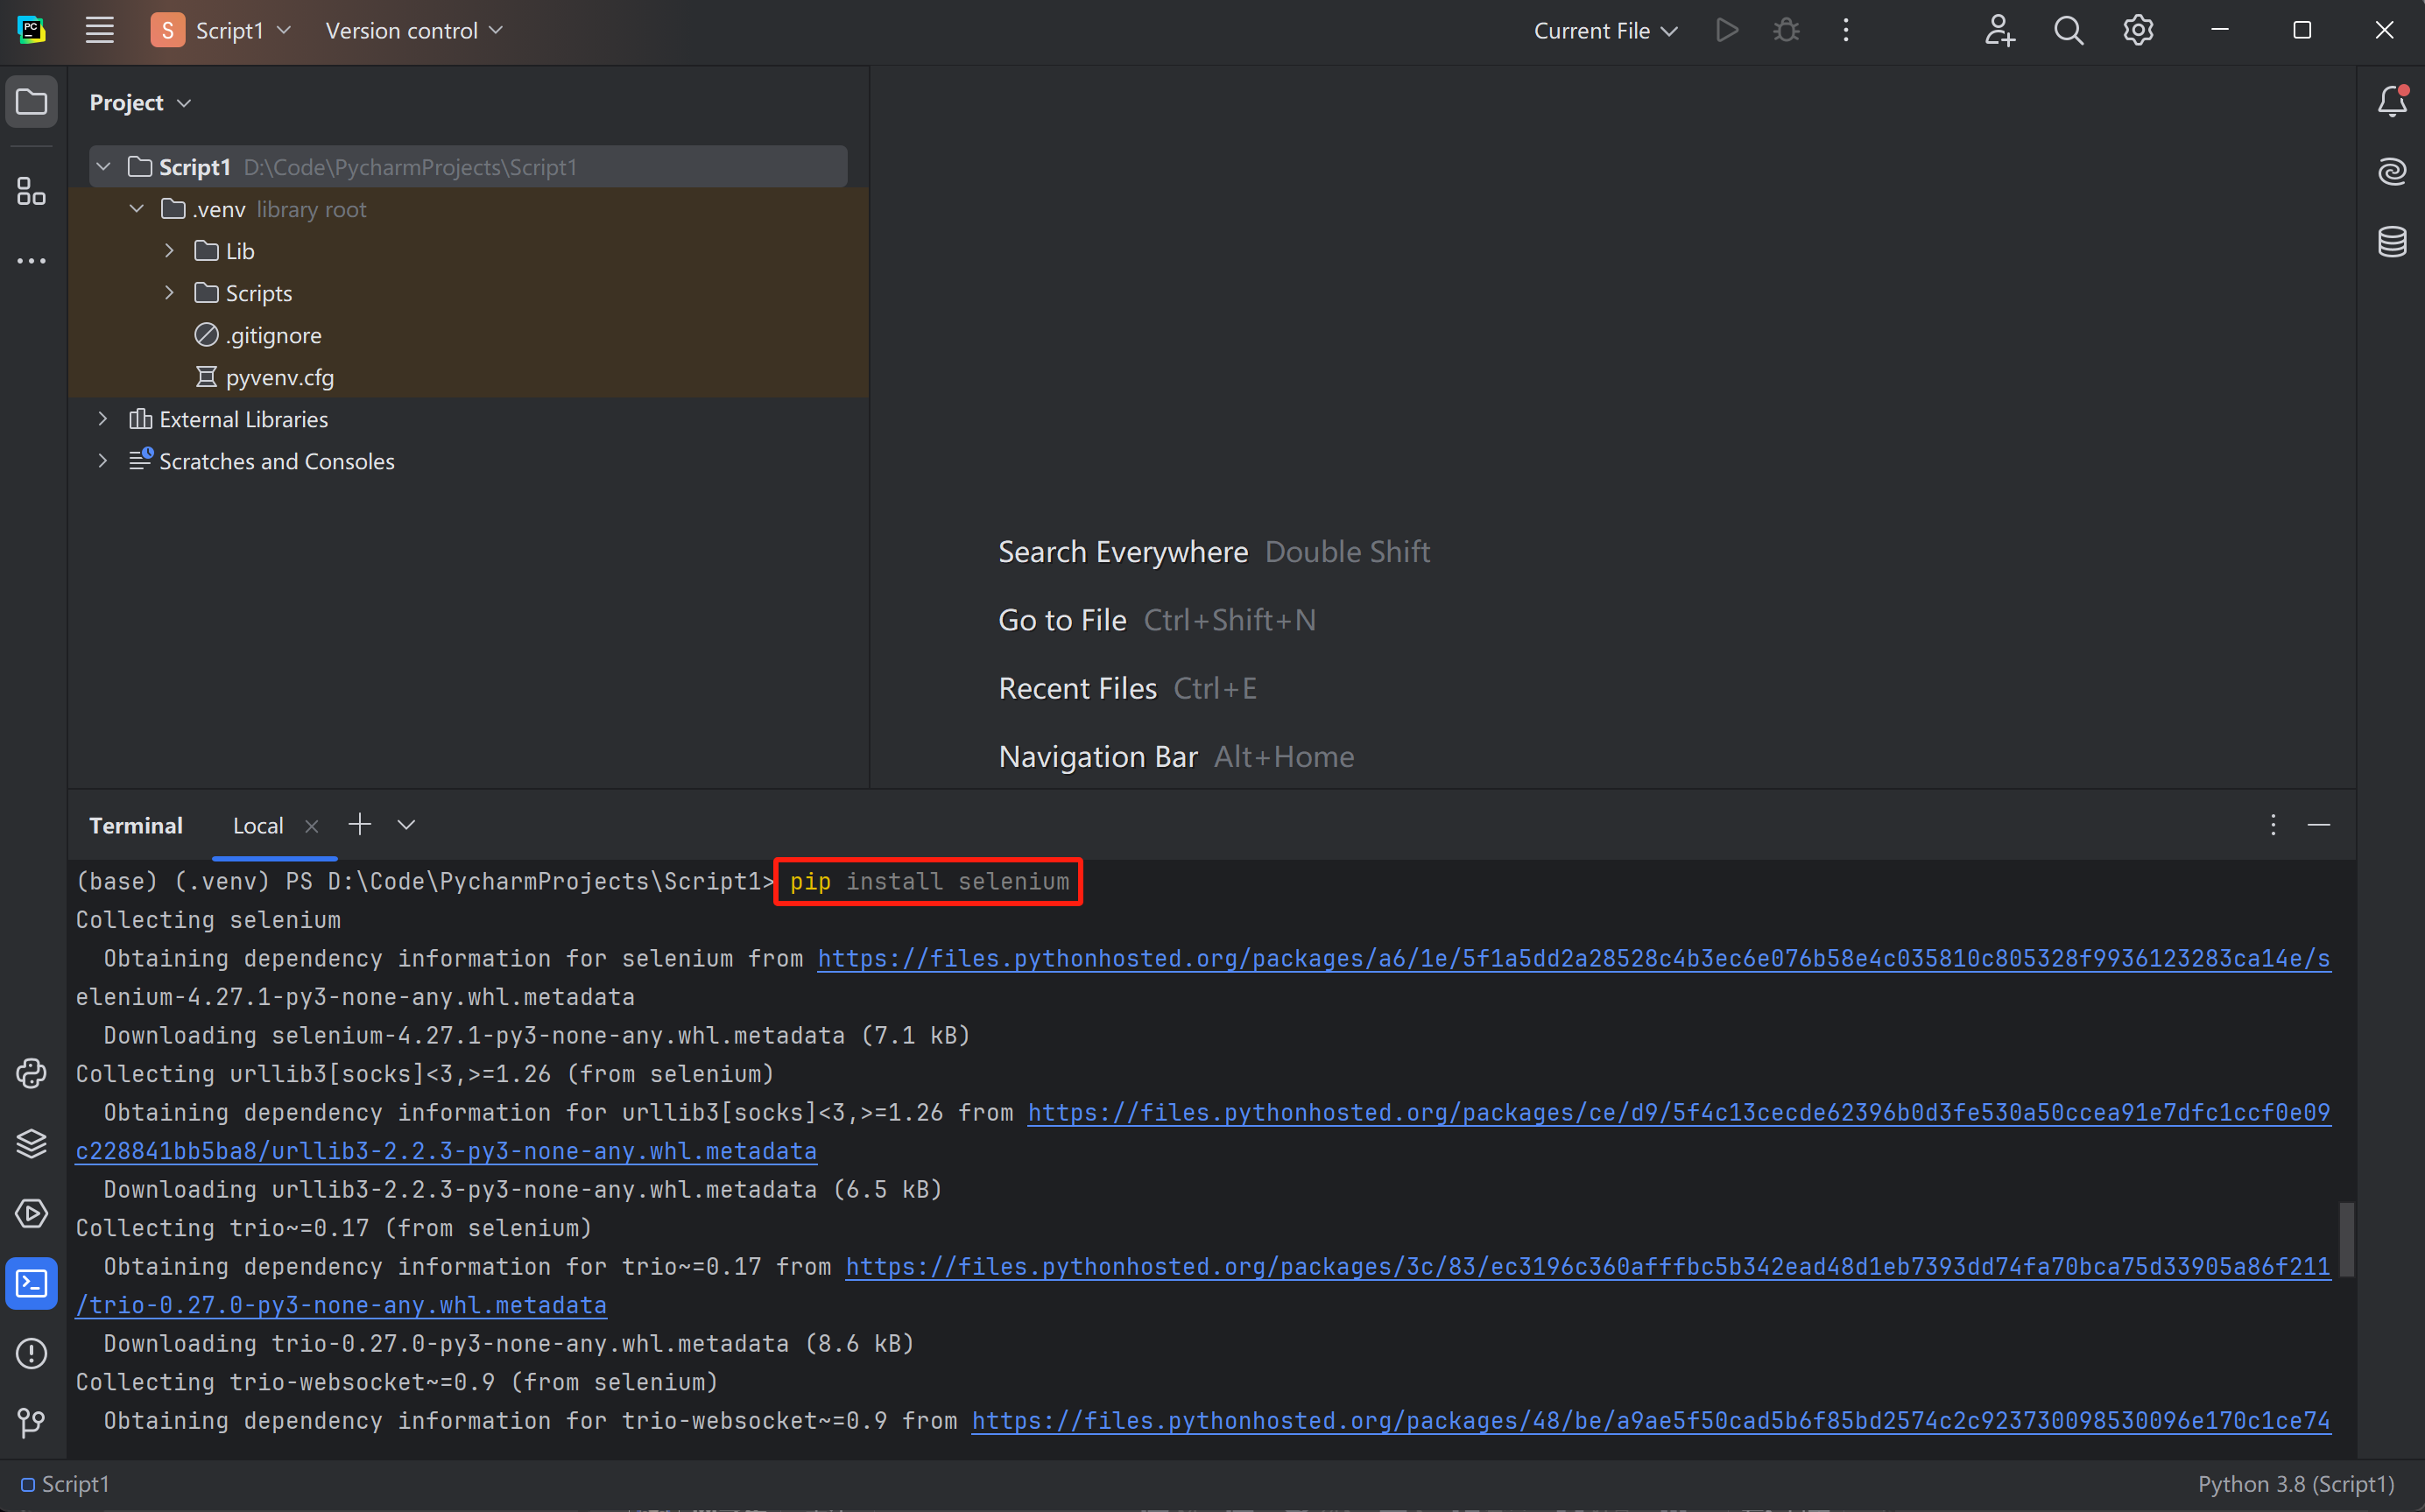 PC
S Script1 Version control Current File
Project
Script1 D:\Code\PycharmProjects\Script1
.venv library root
Lib
Scripts
.gitignore
pyvenv.cfg
External Libraries
Scratches and Consoles
Search Everywhere Double Shift
Go to File Ctrl+Shift+N
Recent Files Ctrl+E
Navigation Bar Alt+Home
Terminal Local
(base) (.venv) PS D:\Code\PycharmProjects\Script1> pip install selenium
Collecting selenium
Obtaining dependency information for selenium from https://files.pythonhosted.org/packages/a6/1e/5f1a5dd2a28528c4b3ec6e076b58e4c035810c805328f9936123283ca14e/s
elenium-4.27.1-py3-none-any.whl.metadata
Downloading selenium-4.27.1-py3-none-any.whl.metadata (7.1 kB)
Collecting urllib3[socks]<3,>=1.26 (from selenium)
Obtaining dependency information for urllib3[socks]<3,>=1.26 from https://files.pythonhosted.org/packages/ce/d9/5f4c13cecde62396b0d3fe530a50ccea91e7dfc1ccf0e09
c228841bb5ba8/urllib3-2.2.3-py3-none-any.whl.metadata
Downloading urllib3-2.2.3-py3-none-any.whl.metadata (6.5 kB)
Collecting trio~=0.17 (from selenium)
Obtaining dependency information for trio~=0.17 from https://files.pythonhosted.org/packages/3c/83/ec3196c360afffbc5b342ead48d1eb7393dd74fa70bca75d33905a86f211
/trio-0.27.0-py3-none-any.whl.metadata
Downloading trio-0.27.0-py3-none-any.whl.metadata (8.6 kB)
Collecting trio-websocket~=0.9 (from selenium)
Obtaining dependency information for trio-websocket~=0.9 from https://files.pythonhosted.org/packages/48/be/a9ae5f50cad5b6f85bd2574c2c923730098530096e170c1ce74
Script1 Python 3.8 (Script1)